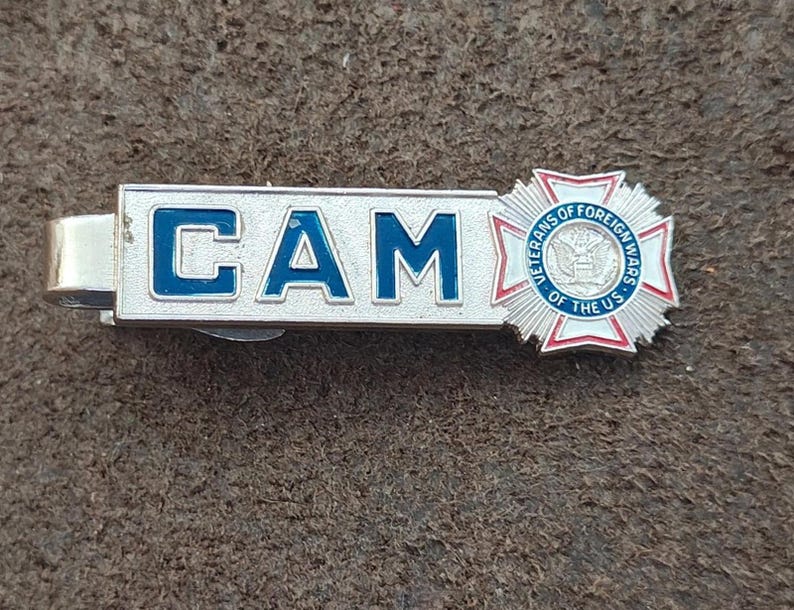 CAM
VETERANS OF FOREIGN WARS
· OF THE U.S. ·